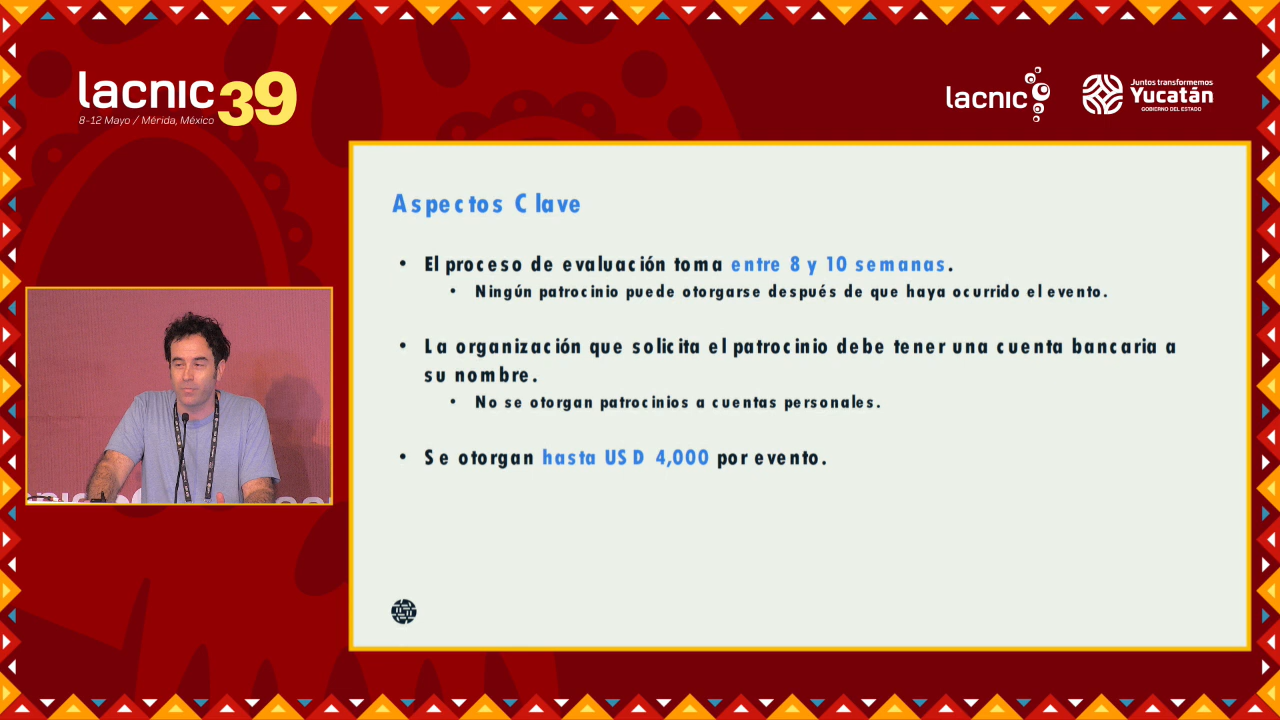 lacnic39
8-12 Mayo / Mérida, México
lacnic
Juntos transformemos
Yucatán
GOBIERNO DEL ESTADO
Aspectos Clave
• El proceso de evaluación toma entre 8 y 10 semanas.
• Ningún patrocinio puede otorgarse después de que haya ocurrido el evento.
• La organización que solicita el patrocinio debe tener una cuenta bancaria a
su nombre.
• No se otorgan patrocinios a cuentas personales.
• Se otorgan hasta USD 4,000 por evento.